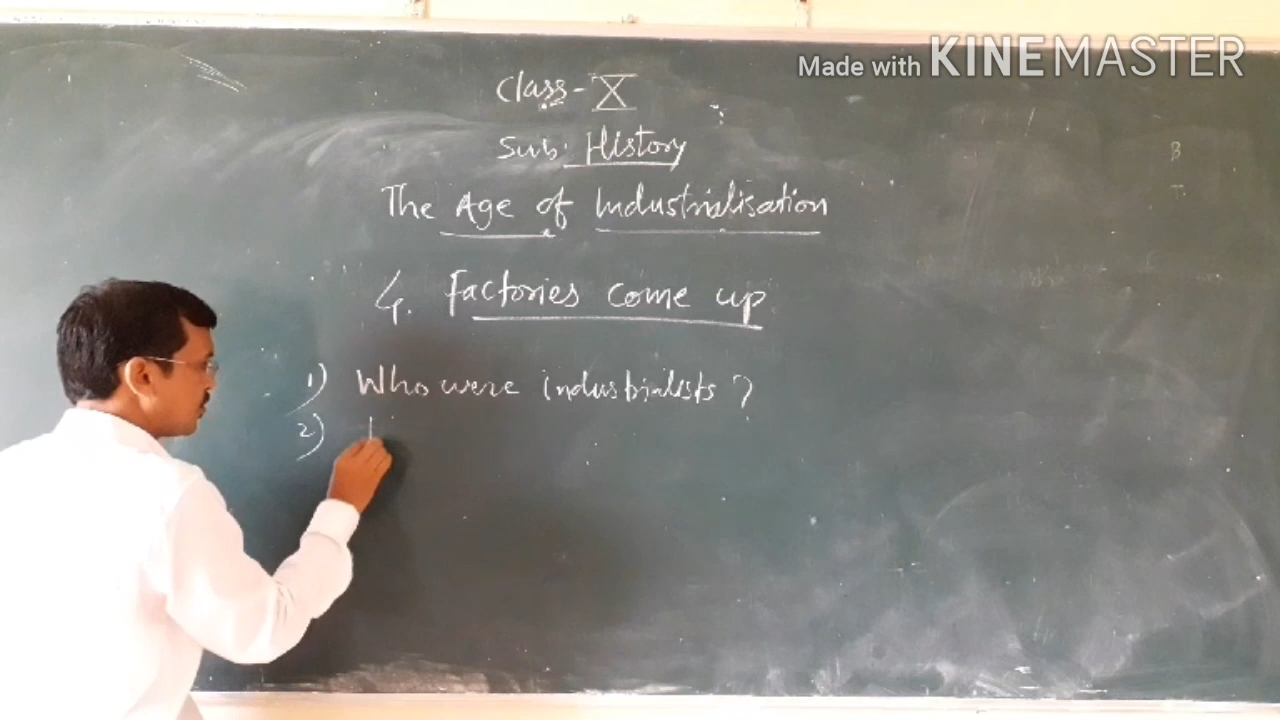 Made with KINEMASTER
Class - X
Sub: History
The Age of Industrialisation
4. Factories come up
1) Who were industrialists ?
2)
B
T